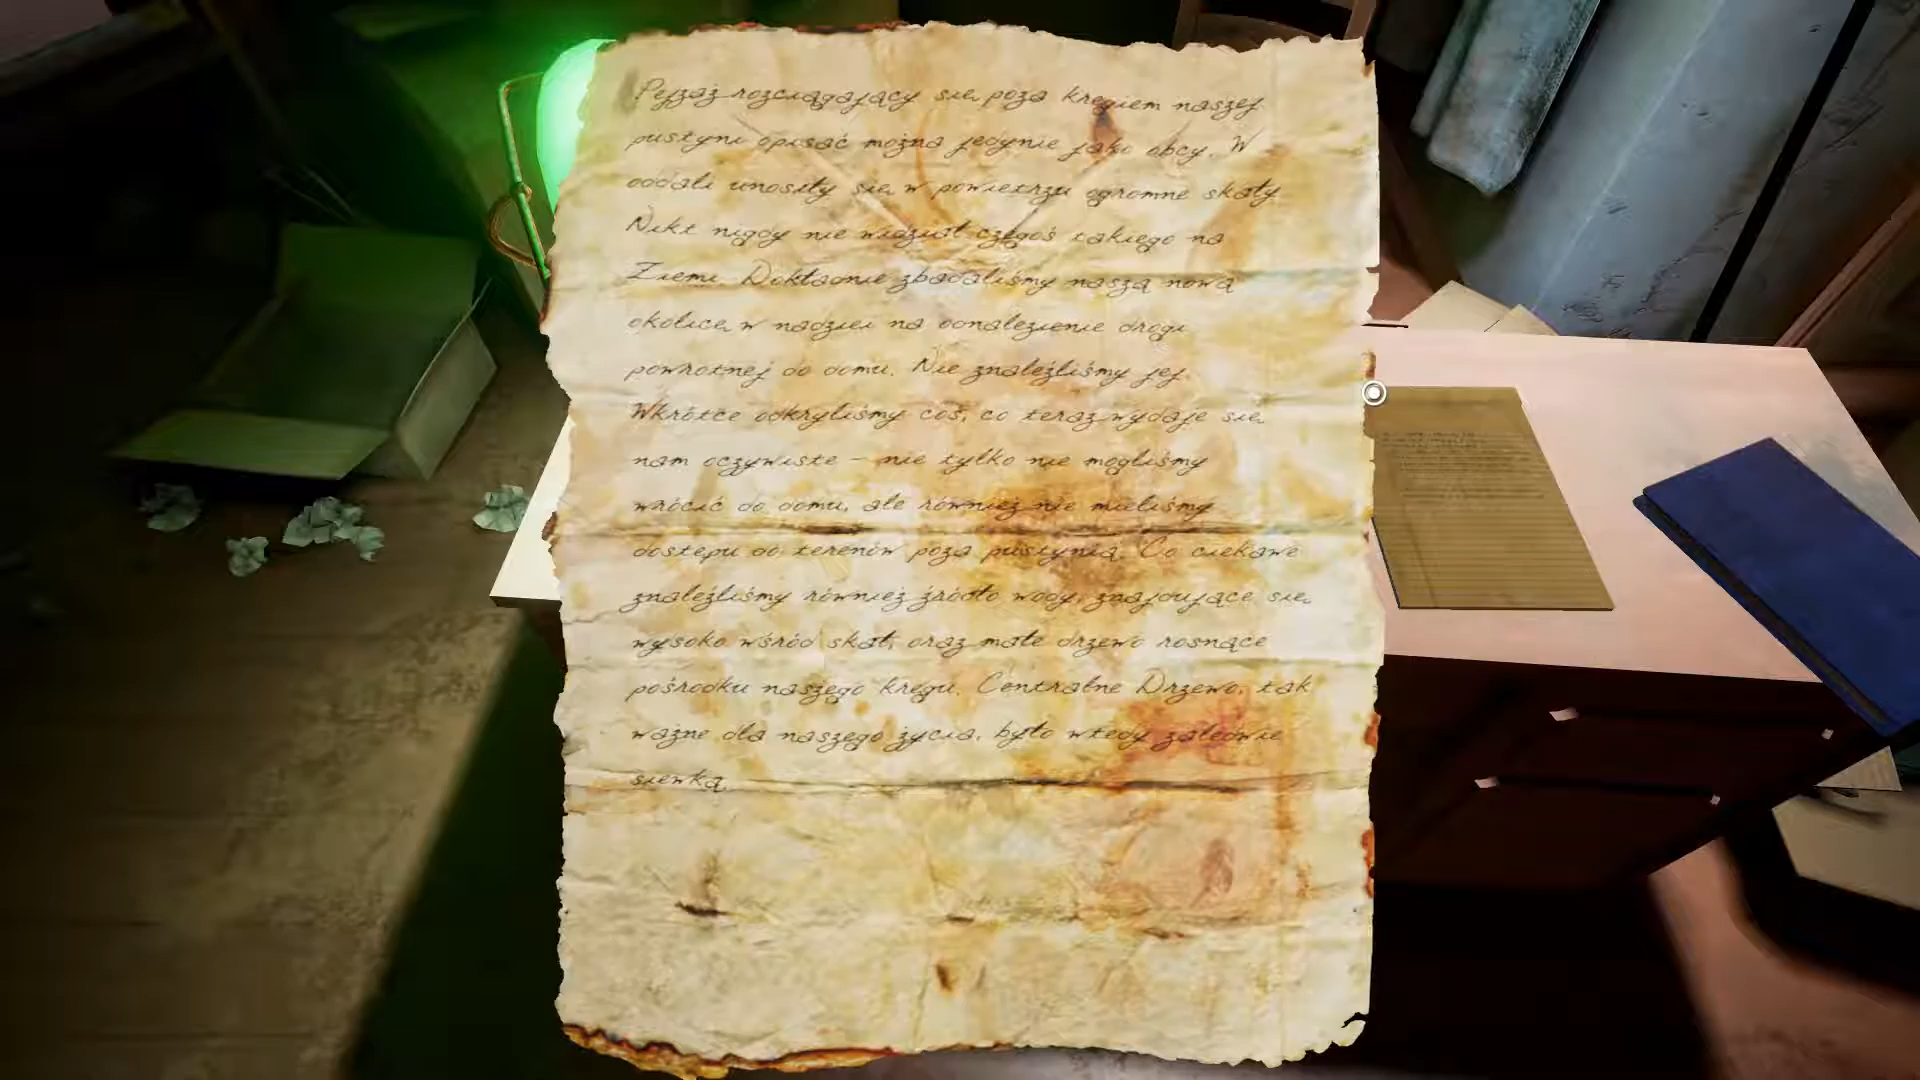 Pejzaż rozciągający się poza kręgiem naszej
pustyni opisać można jedynie jako obcy. W
oddali unosiły się w powietrzu ogromne skały.
Nikt nigdy nie widział czegoś takiego na
Ziemi. Dokładnie zbadaliśmy naszą nową
okolicę w nadziei na odnalezienie drogi
powrotnej do domu. Nie znaleźliśmy jej.
Wkrótce odkryliśmy coś, co teraz wydaje się
nam oczywiste – nie tylko nie mogliśmy
wrócić do domu, ale również nie mieliśmy
dostępu do terenów poza pustynią. Co ciekawe
znaleźliśmy również źródło wody, znajdujące się
wysoko wśród skał, oraz małe drzewo rosnące
pośrodku naszego kręgu. Centralne Drzewo, tak
ważne dla naszego życia, było wtedy zaledwie
siewką.